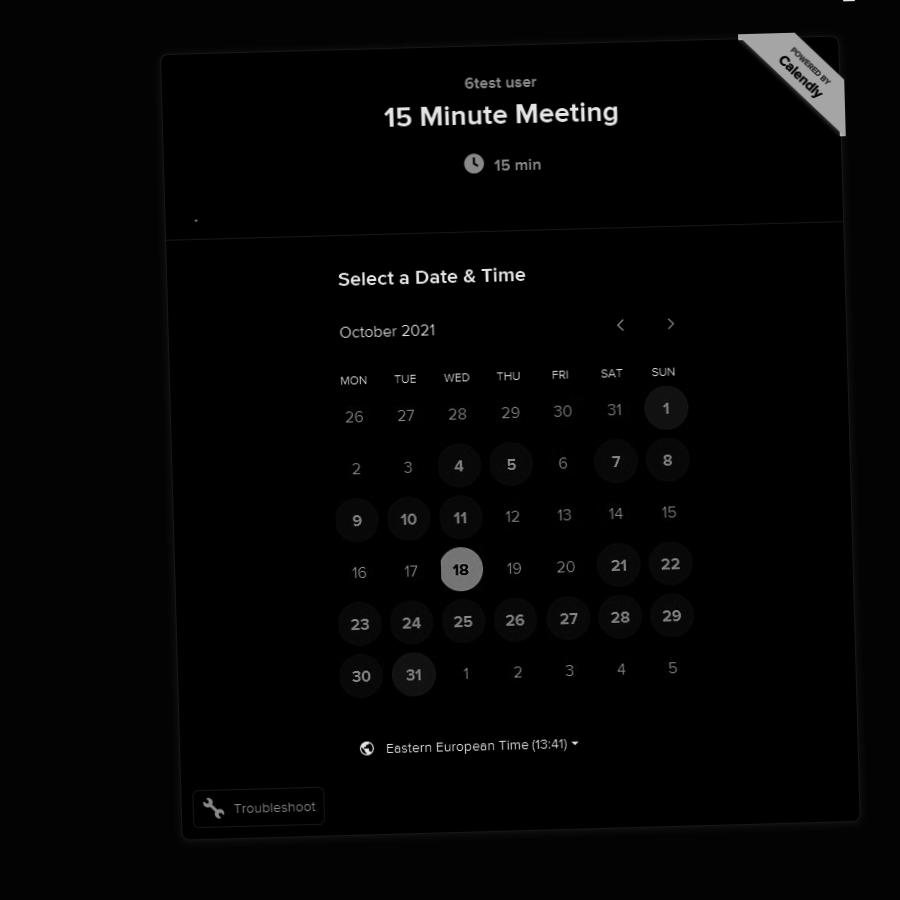 POWERED BY
Calendly
6test user
15 Minute Meeting
15 min
Select a Date & Time
October 2021
MON TUE WED THU FRI SAT SUN
26 27 28 29 30 31 1
2 3 4 5 6 7 8
9 10 11 12 13 14 15
16 17 18 19 20 21 22
23 24 25 26 27 28 29
30 31 1 2 3 4 5
Eastern European Time (13:41)
Troubleshoot